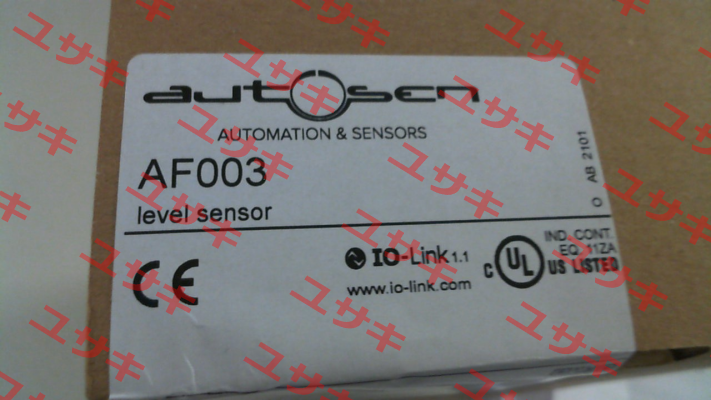 autosen
AUTOMATION & SENSORS
AF003
level sensor
O AB 2101
IO-Link 1.1
www.io-link.com
C UL US LISTED
IND. CONT.
EQ. 11ZA
CE
ユサキ